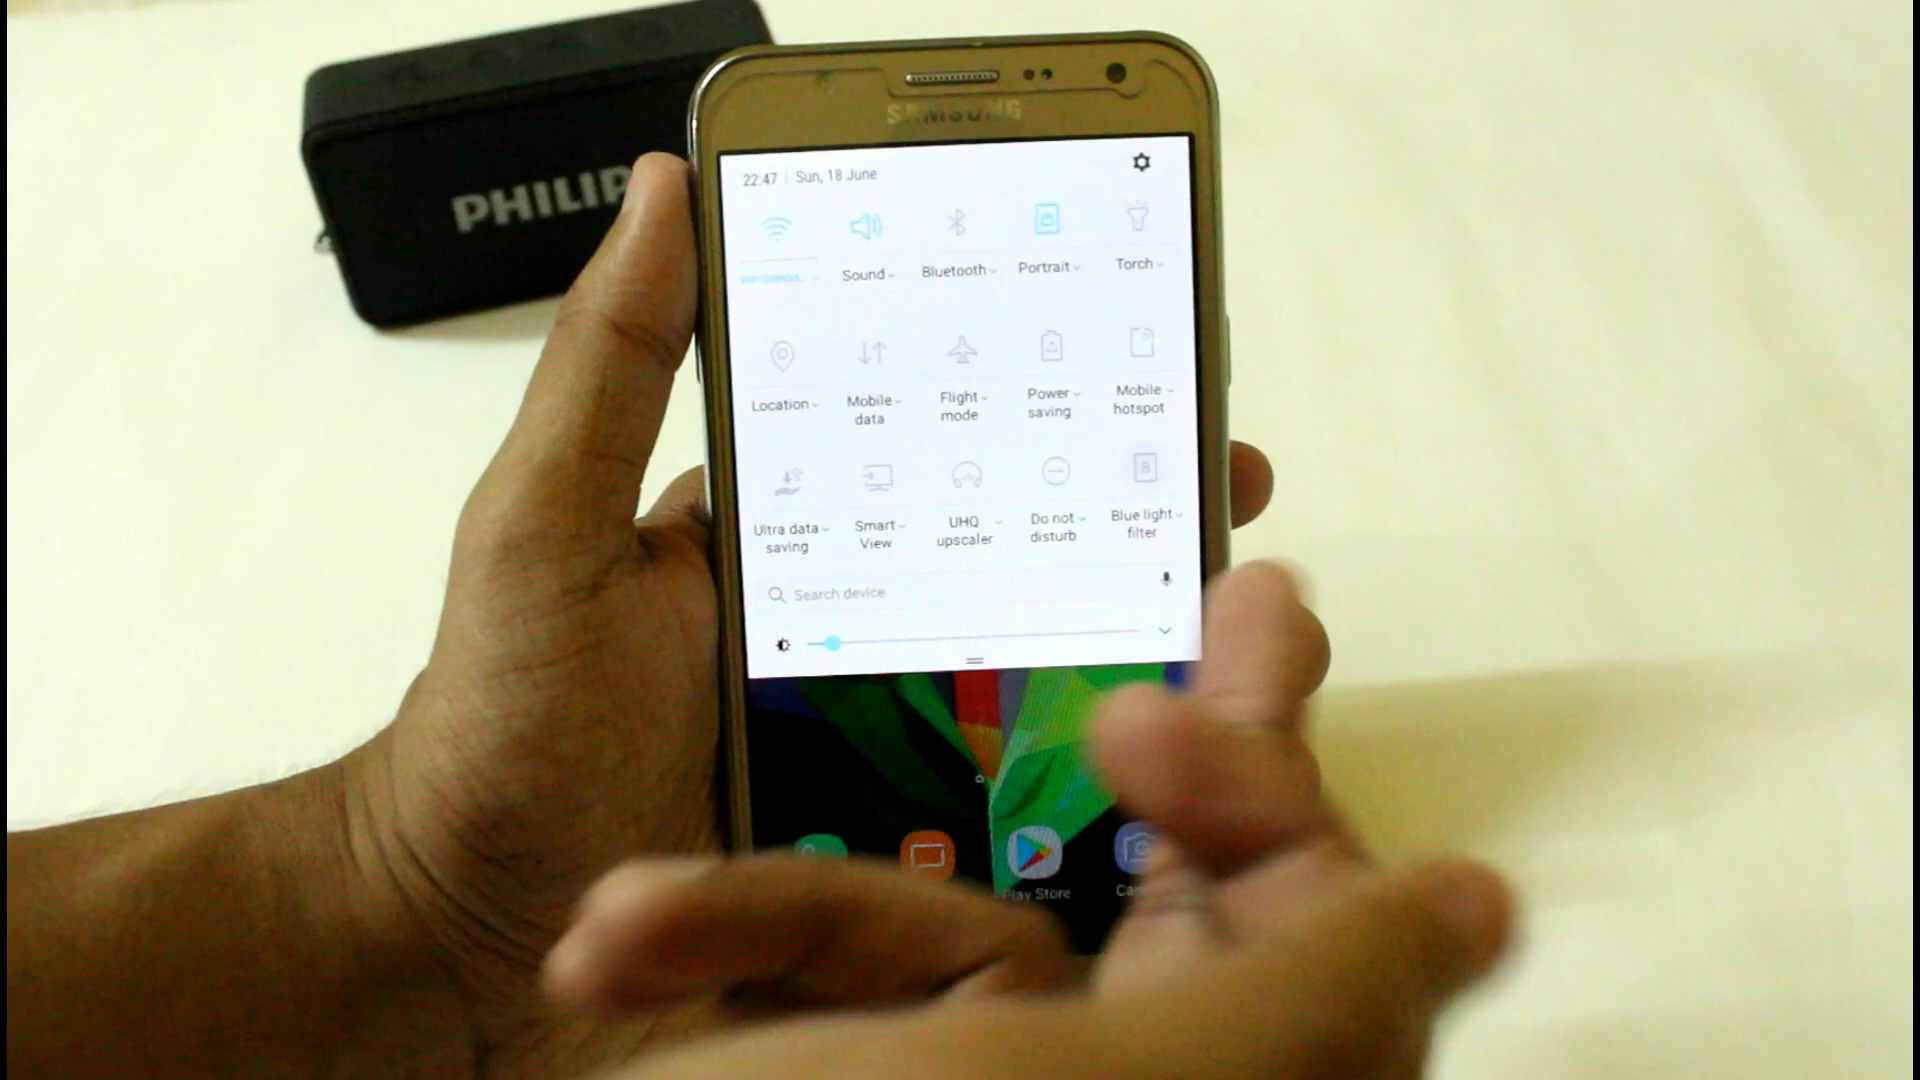 PHILIP
SAMSUNG
22:47 | Sun, 18 June
Sound
Bluetooth
Portrait
Torch
Location
Mobile
data
Flight
mode
Power
saving
Mobile
hotspot
Ultra data
saving
Smart
View
UHQ
upscaler
Do not
disturb
Blue light
filter
B
Search device
Play Store
Ca